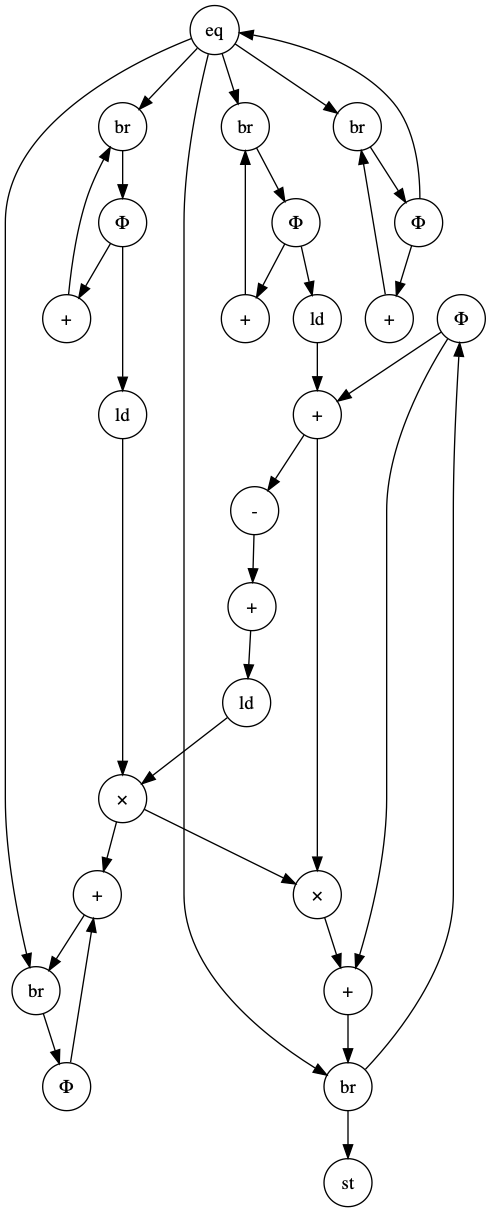 eq
br br br
Φ Φ Φ
+ + ld + Φ
ld +
-
+
ld
×
+ ×
br +
Φ br
st